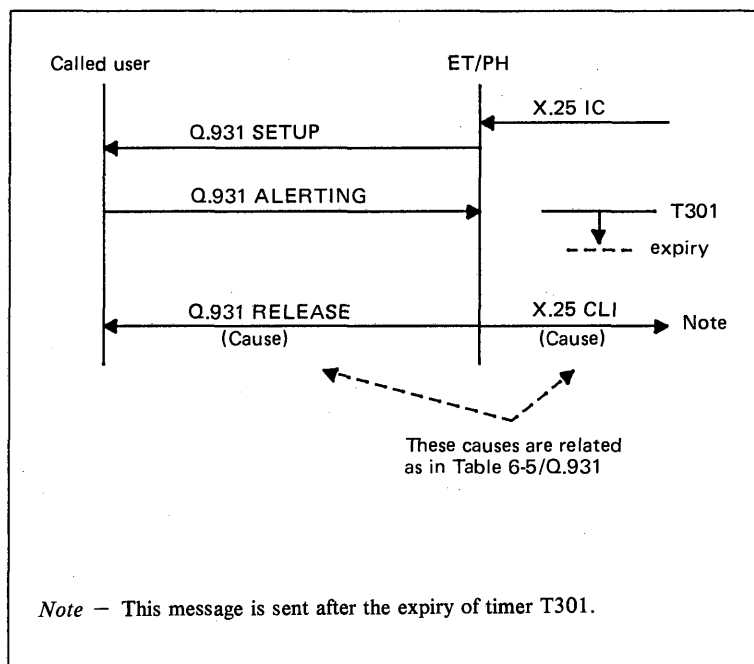 Called user
ET/PH
X.25 IC
Q.931 SETUP
Q.931 ALERTING
T301
expiry
Q.931 RELEASE
(Cause)
X.25 CLI
(Cause)
Note
These causes are related
as in Table 6-5/Q.931
Note — This message is sent after the expiry of timer T301.